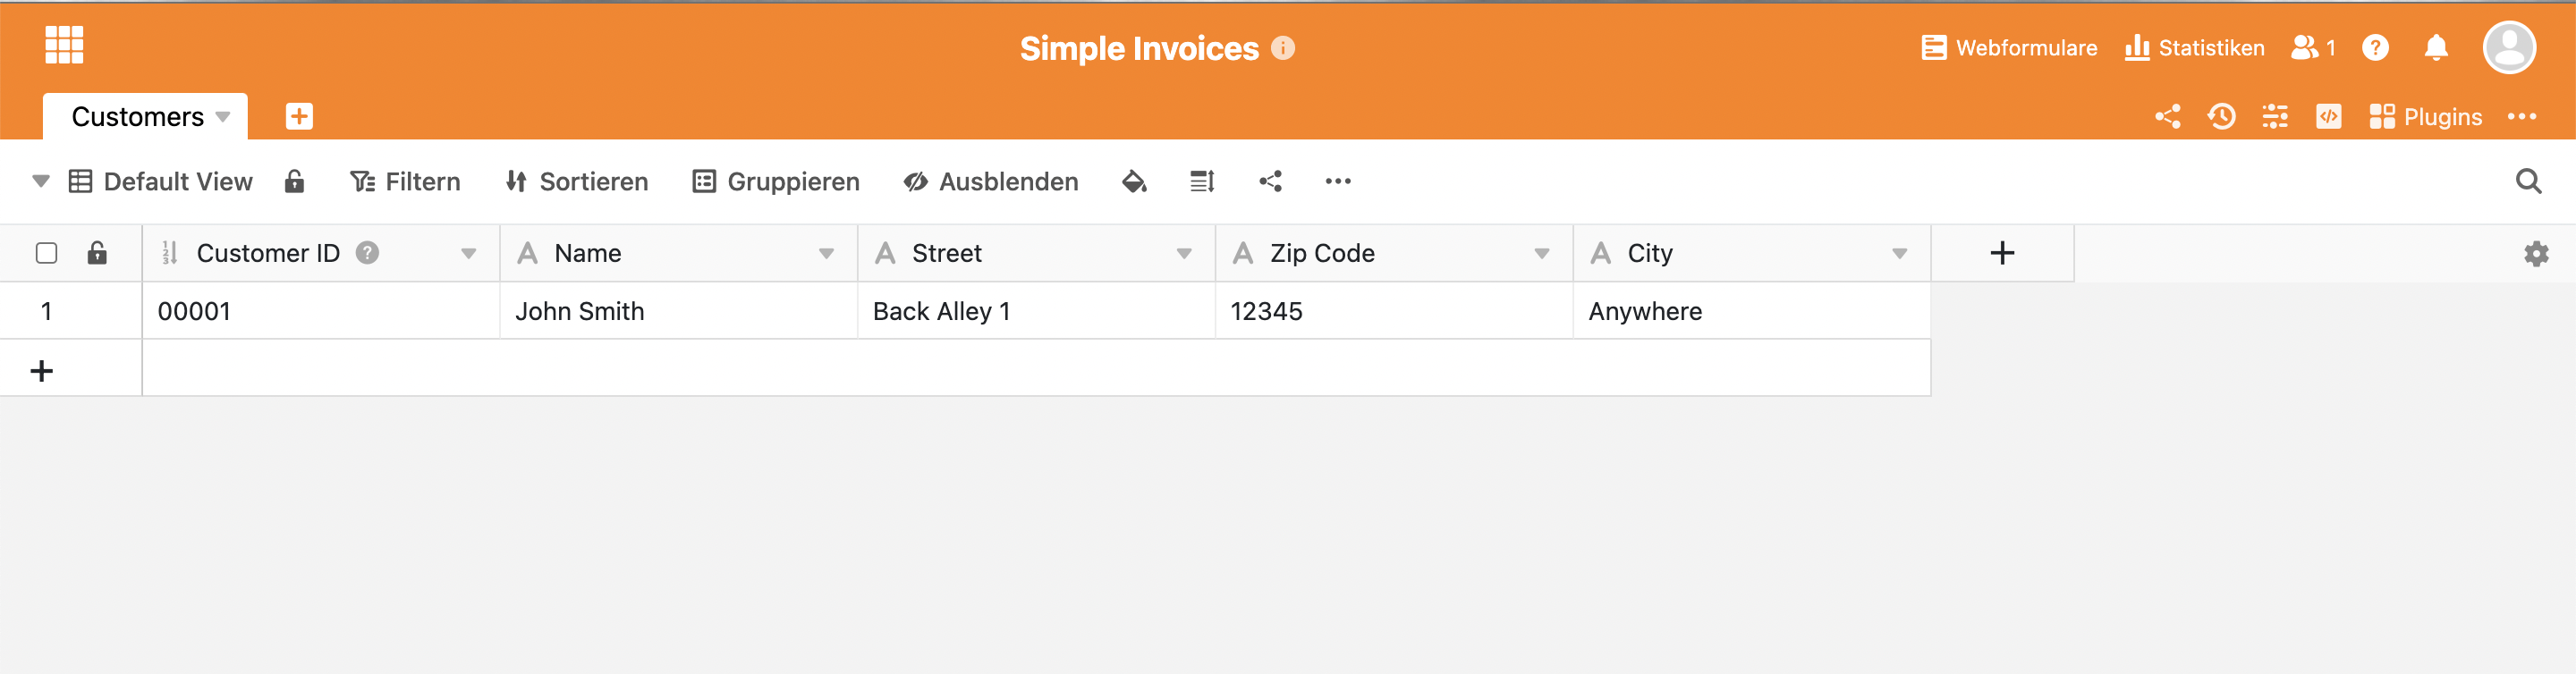 Simple Invoices
Webformulare Statistiken 1
Customers
Plugins
Default View Filtern Sortieren Gruppieren Ausblenden
Customer ID Name Street Zip Code City
1 00001 John Smith Back Alley 1 12345 Anywhere